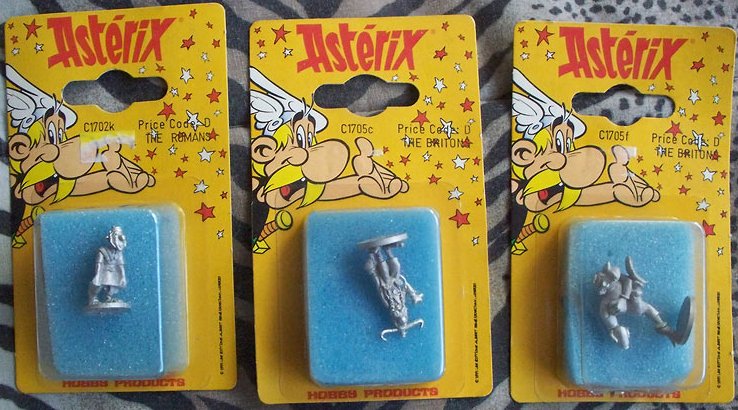 Astérix
C1702k
Price Code: D
THE ROMANS
HOBBY PRODUCTS
Astérix
C1705c
Price Code: D
THE BRITONS
HOBBY PRODUCTS
Astérix
C1705f
Price Code: D
THE BRITONS
HOBBY PRODUCTS